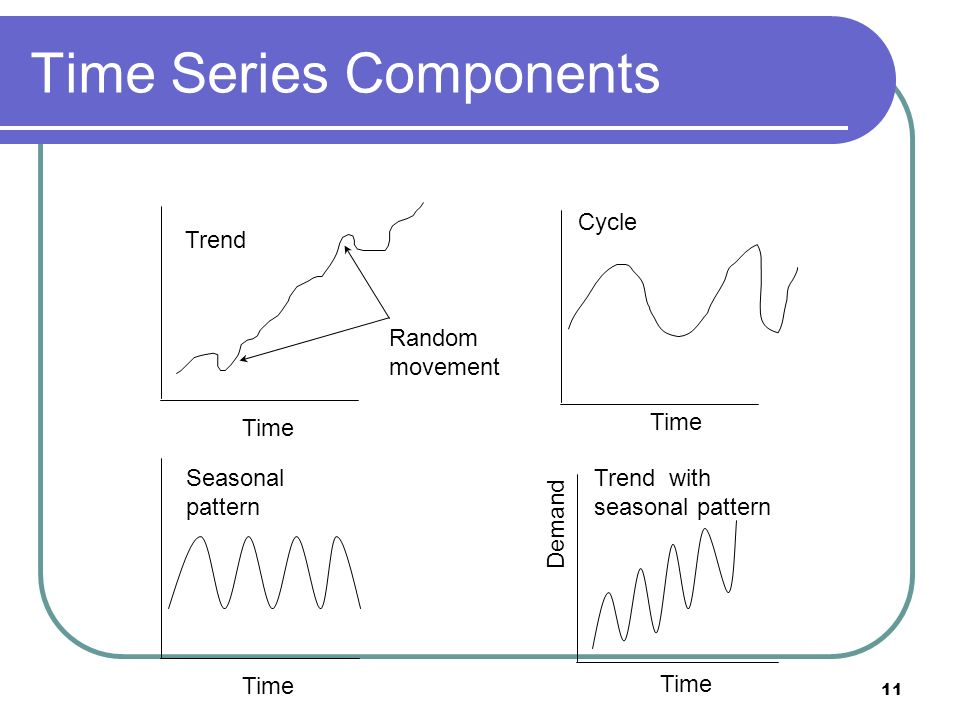 Time Series Components
Trend
Random
movement
Time
Cycle
Time
Seasonal
pattern
Time
Demand
Trend with
seasonal pattern
Time
11